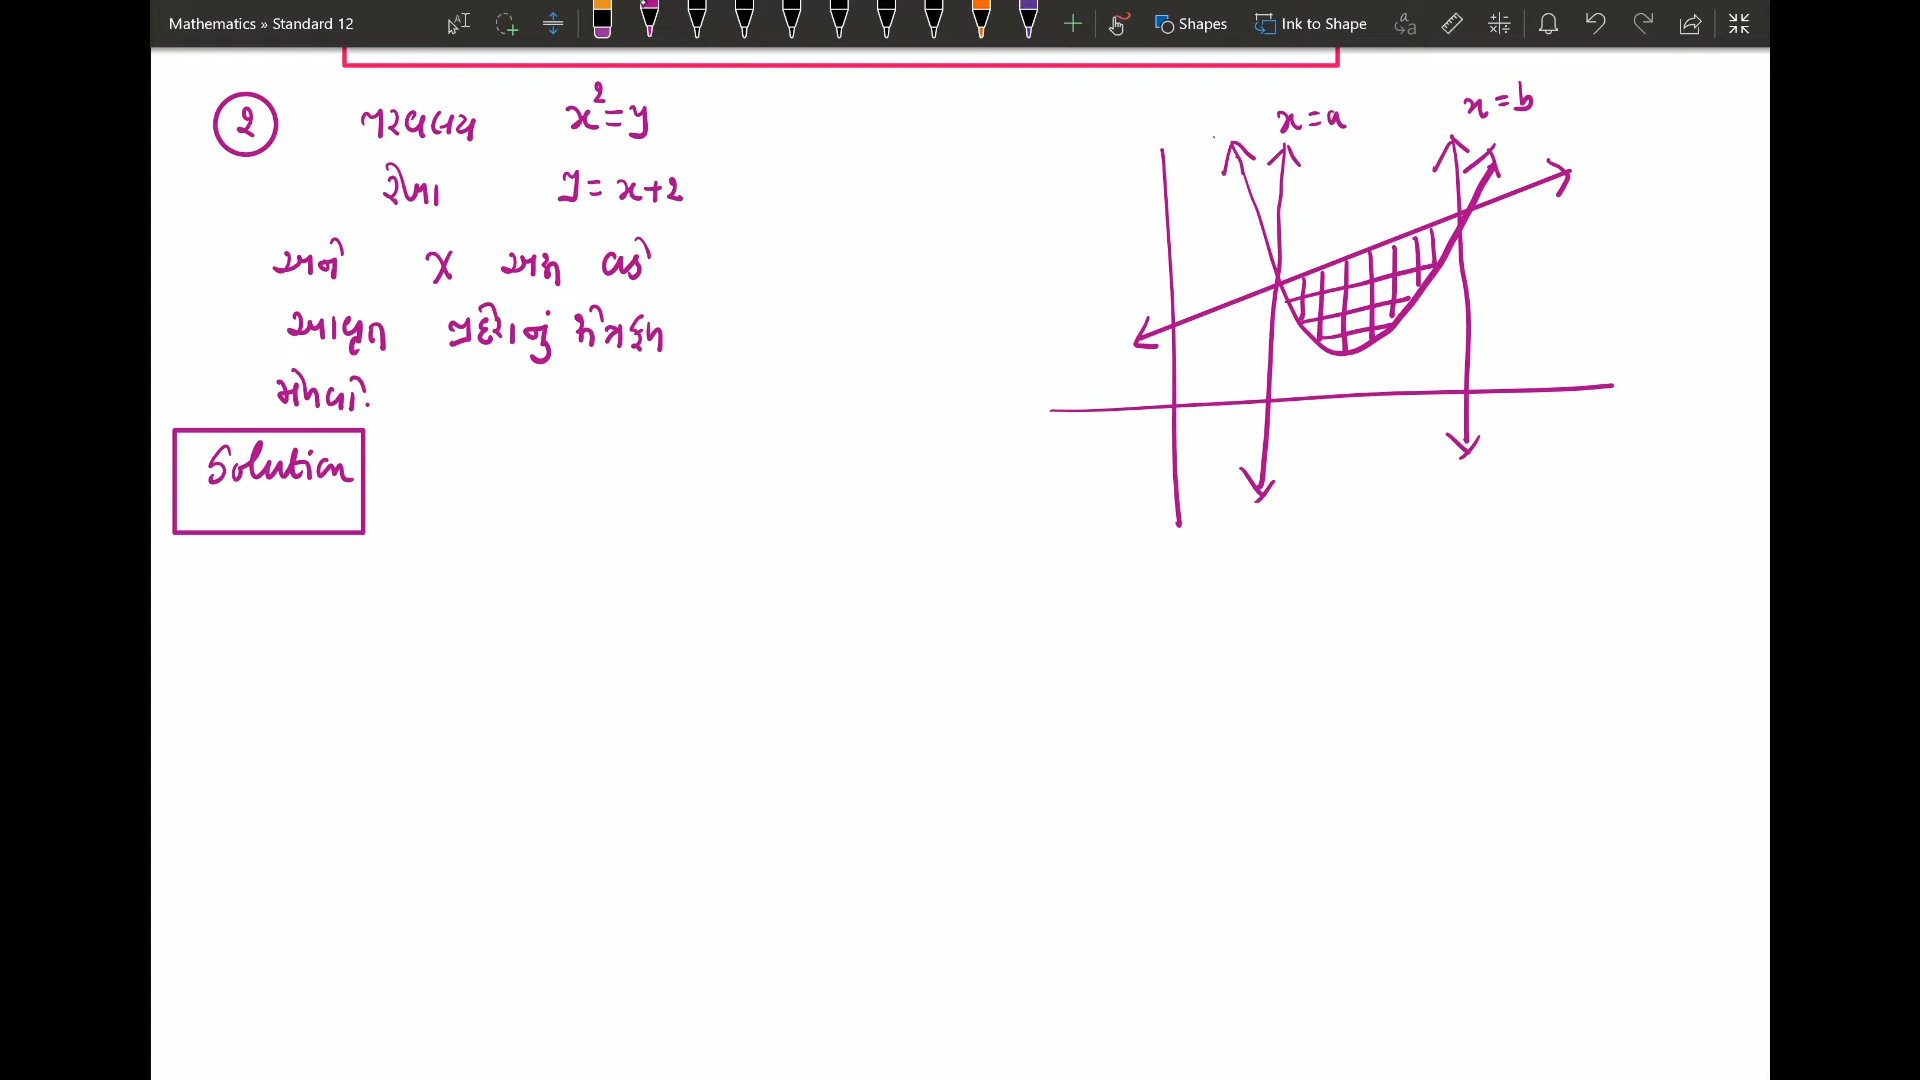 Mathematics » Standard 12
Shapes
Ink to Shape
2
પરવલય x² = y
રેખા y = x+2
અને X અક્ષ વડે
આવૃત્ત પ્રદેશનું ક્ષેત્રફળ
મેળવો.
Solution
x = a
x = b